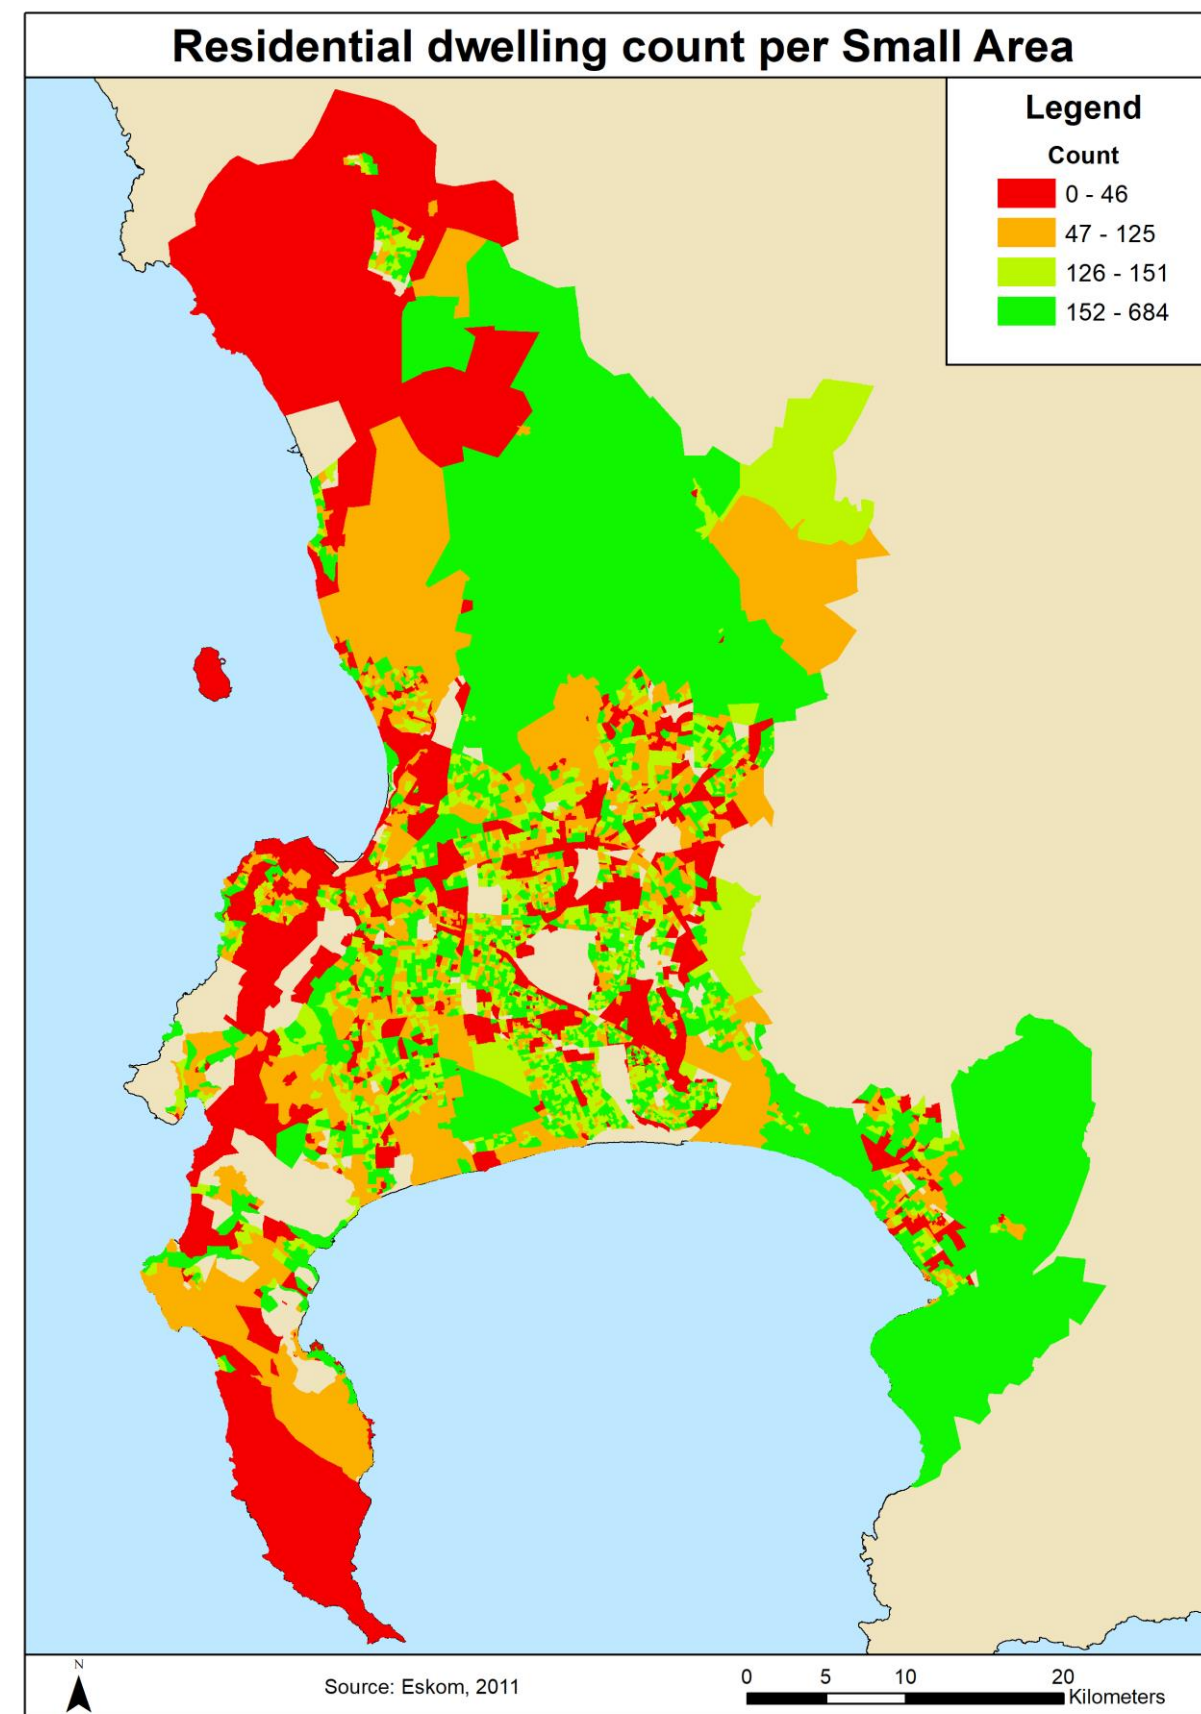 Residential dwelling count per Small Area
Legend
Count
0 - 46
47 - 125
126 - 151
152 - 684
N
Source: Eskom, 2011
0 5 10 20
Kilometers